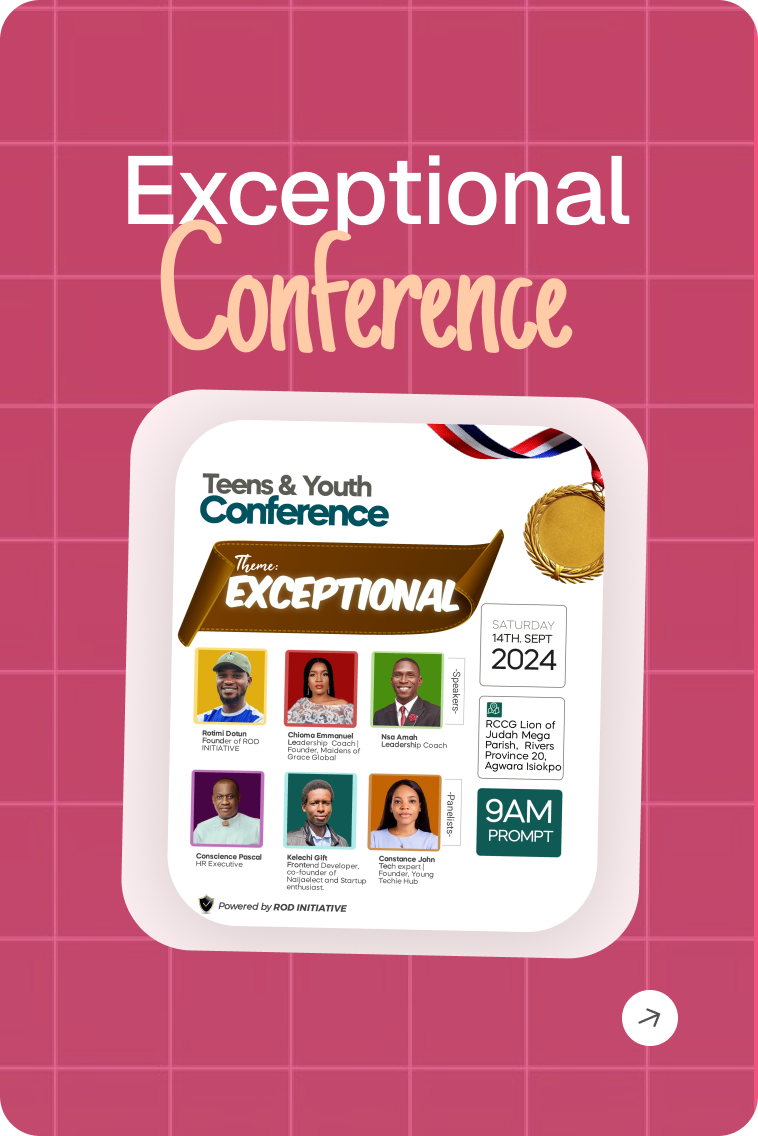 Exceptional
Conference
Teens & Youth
Conference
Theme:
EXCEPTIONAL
SATURDAY
14TH. SEPT
2024
-Speakers-
Rotimi Dotun
Founder of ROD
INITIATIVE
Chioma Emmanuel
Leadership Coach |
Founder, Maidens of
Grace Global
Nsa Amah
Leadership Coach
RCCG Lion of
Judah Mega
Parish, Rivers
Province 20,
Agwara Isiokpo
9AM
PROMPT
-Panelists-
Conscience Pascal
HR Executive
Kelechi Gift
Frontend Developer,
co-founder of
Naijaelect and Startup
enthusiast.
Constance John
Tech expert |
Founder, Young
Techie Hub
Powered by ROD INITIATIVE